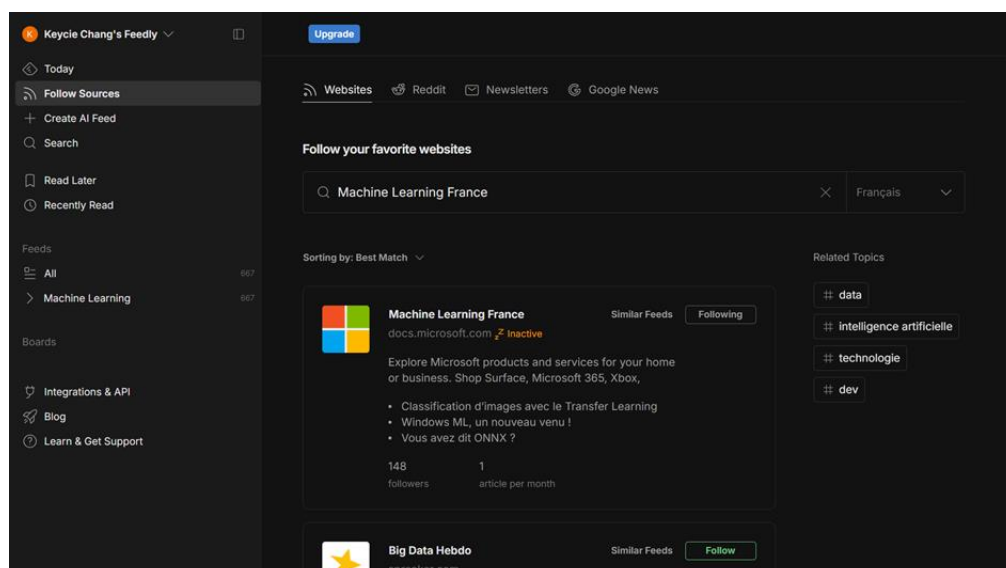 K Keycie Chang's Feedly
Today
Follow Sources
Create AI Feed
Search
Read Later
Recently Read
Feeds
All 667
Machine Learning 667
Boards
Integrations & API
Blog
Learn & Get Support
Upgrade
Websites Reddit Newsletters Google News
Follow your favorite websites
Machine Learning France Français
Sorting by: Best Match
Machine Learning France Similar Feeds Following
docs.microsoft.com Inactive
Explore Microsoft products and services for your home
or business. Shop Surface, Microsoft 365, Xbox,
• Classification d'images avec le Transfer Learning
• Windows ML, un nouveau venu !
• Vous avez dit ONNX ?
148 1
followers article per month
Big Data Hebdo Similar Feeds Follow
Related Topics
# data
# intelligence artificielle
# technologie
# dev